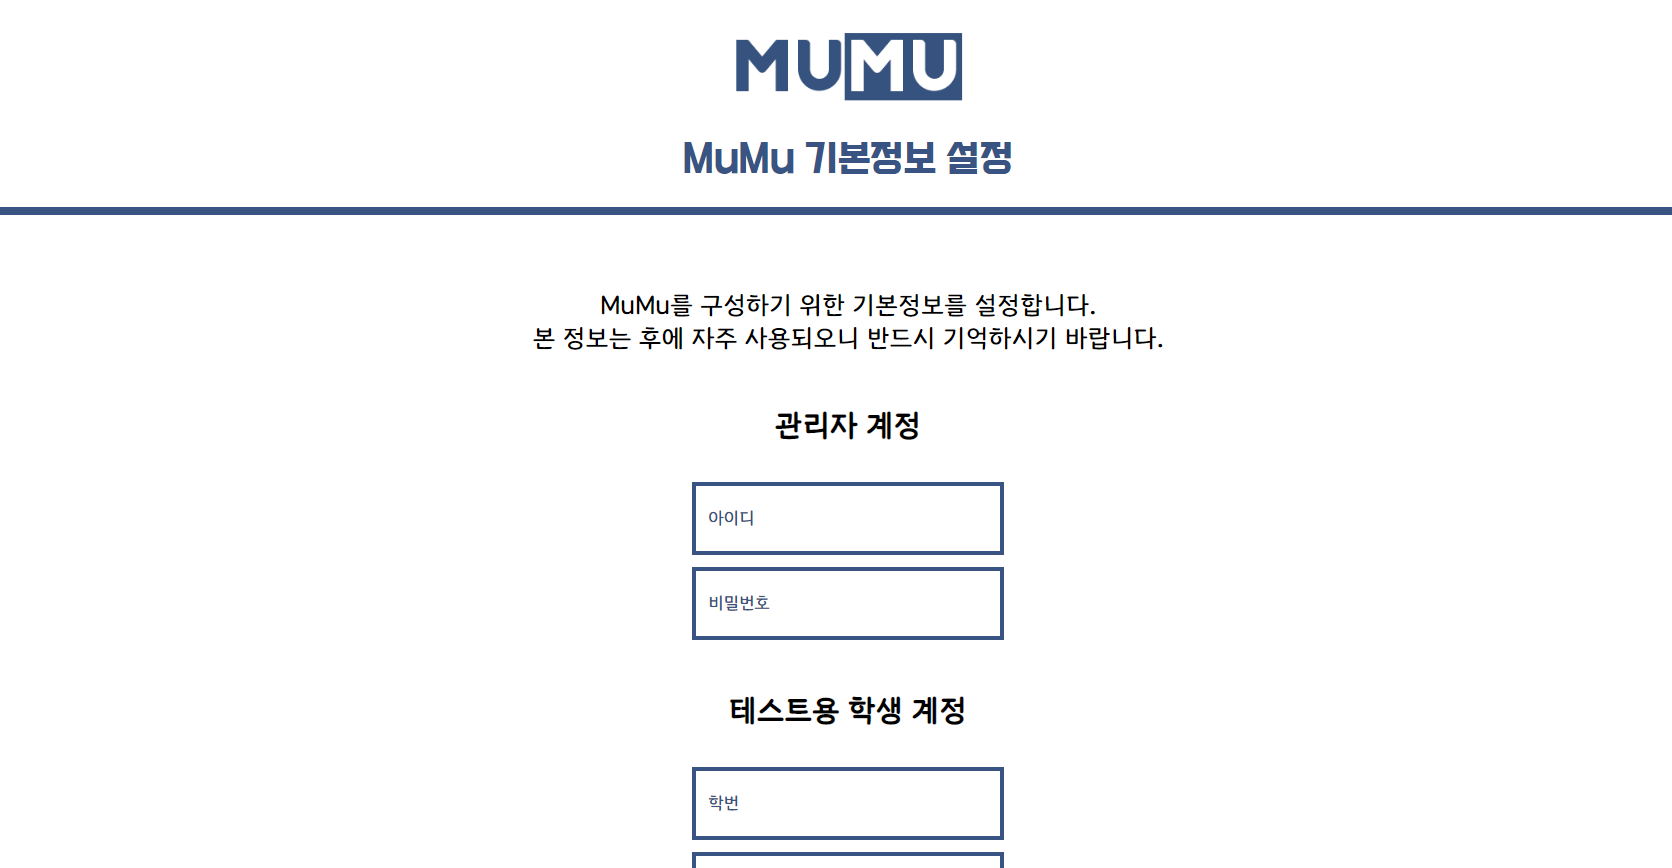 MUMU
MuMu 기본정보 설정
MuMu를 구성하기 위한 기본정보를 설정합니다.
본 정보는 후에 자주 사용되오니 반드시 기억하시기 바랍니다.
관리자 계정
아이디
비밀번호
테스트용 학생 계정
학번